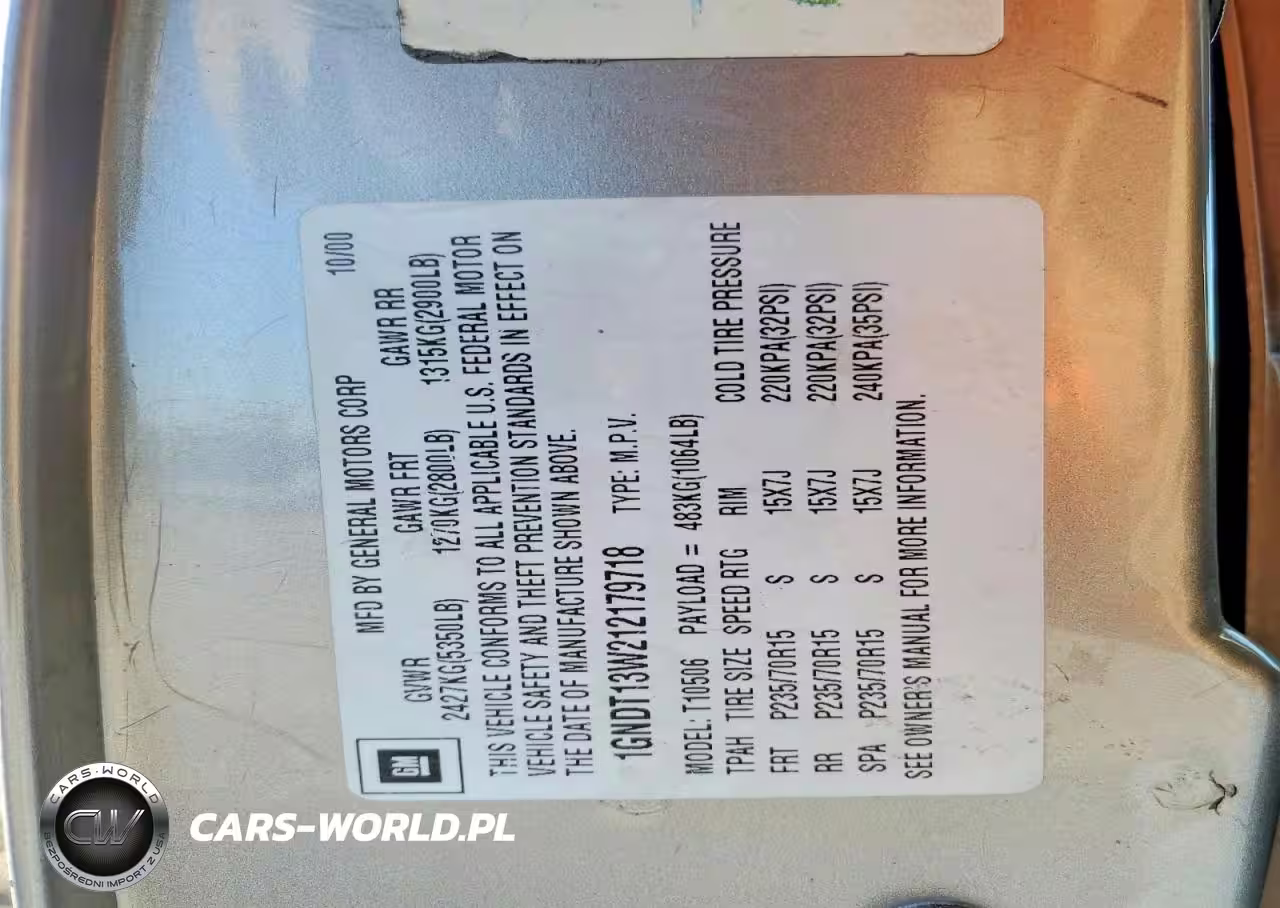 MFD BY GENERAL MOTORS CORP 10/00
GVWR GAWR FRT GAWR RR
2427KG(5350LB) 1270KG(2800LB) 1315KG(2900LB)
THIS VEHICLE CONFORMS TO ALL APPLICABLE U.S. FEDERAL MOTOR
VEHICLE SAFETY AND THEFT PREVENTION STANDARDS IN EFFECT ON
THE DATE OF MANUFACTURE SHOWN ABOVE.
1GNDT13W212179718 TYPE: M.P.V.
MODEL: T10506 PAYLOAD = 483KG(1064LB)
TPAH TIRE SIZE SPEED RTG RIM COLD TIRE PRESSURE
FRT P235/70R15 S 15X7J 220KPA(32PSI)
RR P235/70R15 S 15X7J 220KPA(32PSI)
SPA P235/70R15 S 15X7J 240KPA(35PSI)
SEE OWNER'S MANUAL FOR MORE INFORMATION.
GM
CARS-WORLD
CW
BEZPOŚREDNI IMPORT Z USA
CARS-WORLD.PL